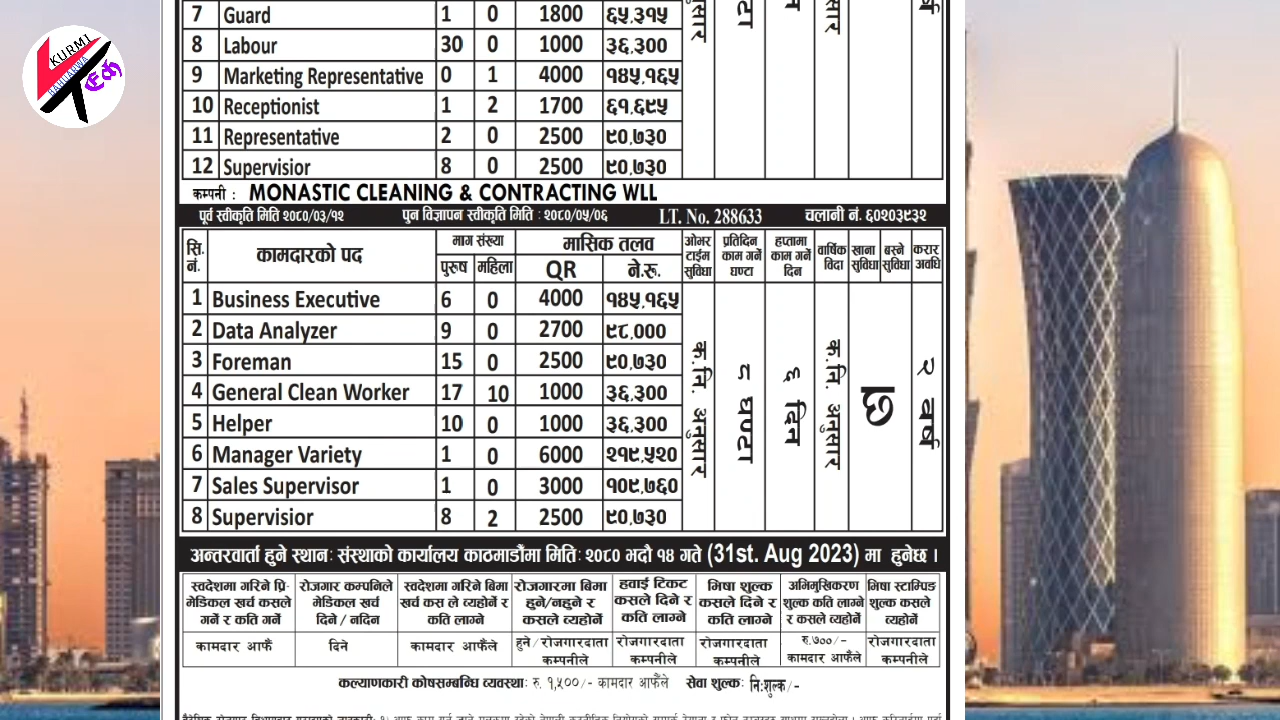 KURMI
टेक
7 Guard 1 0 1800 ६५,३१५
8 Labour 30 0 1000 ३६,३००
9 Marketing Representative 0 1 4000 १४५,१६५
10 Receptionist 1 2 1700 ६१,६९५
11 Representative 2 0 2500 ९०,७३०
12 Supervisior 8 0 2500 ९०,७३०
कम्पनी : MONASTIC CLEANING & CONTRACTING WLL
पूर्व स्वीकृति मिति २०८०/०३/१२ पुन विज्ञापन स्वीकृति मिति : २०८०/०५/०६ LT. No. 288633 चलानी नं. ६०२०३९३२
सि.नं. कामदारको पद माग संख्या पुरुष महिला मासिक तलव QR ने.रू. ओभर टाईम सुविधा प्रतिदिन काम गर्ने घण्टा हप्तामा काम गर्ने दिन वार्षिक विदा खाना सुविधा बस्ने सुविधा करार अवधि
1 Business Executive 6 0 4000 १४५,१६५
2 Data Analyzer 9 0 2700 ९८,०००
3 Foreman 15 0 2500 ९०,७३०
4 General Clean Worker 17 10 1000 ३६,३००
5 Helper 10 0 1000 ३६,३००
6 Manager Variety 1 0 6000 २१९,५२०
7 Sales Supervisor 1 0 3000 १०९,७६०
8 Supervisior 8 2 2500 ९०,७३०
क.नि. अनुसार
८ घण्टा
६ दिन
क.नि. अनुसार
छ
२ वर्ष
अन्तरवार्ता हुने स्थान: संस्थाको कार्यालय काठमाडौंमा मिति: २०८० भदौ १४ गते (31st. Aug 2023) मा हुनेछ ।
स्वदेशमा गरिने प्रि-मेडिकल खर्च कसले गर्ने र कति गर्ने
रोजगार कम्पनिले मेडिकल खर्च दिने / नदिन
स्वदेशमा गरिने बिमा खर्च कस ले व्यहोर्ने र कति लाग्ने
रोजगारमा बिमा हुने/नहुने र कसले व्यहोर्ने
हवाई टिकट कसले दिने र कति लाग्ने
भिषा शुल्क कसले दिने र कति लाग्ने
अभिमुखिकरण शुल्क कति लाग्ने र कसले व्यहोर्ने
भिषा स्टाम्पिङ शुल्क कसले व्यहोर्ने
कामदार आफैं
दिने
कामदार आफैंले
हुने / रोजगारदाता कम्पनीले
रोजगारदाता कम्पनीले
रोजगारदाता कम्पनीले
रु.७००/- कामदार आफैंले
रोजगारदाता कम्पनीले
कल्याणकारी कोषसम्बन्धि व्यवस्था: रु. १,५००/- कामदार आफैंले सेवा शुल्क: नि:शुल्क/-